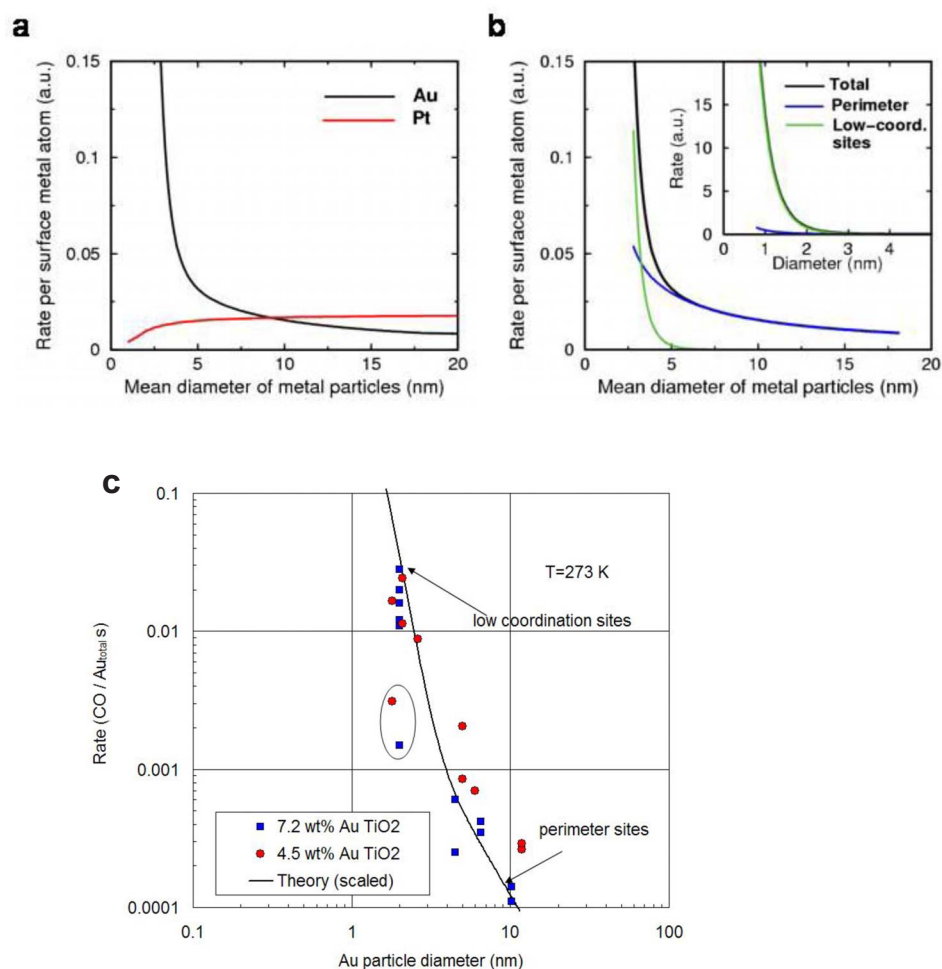 a
0.15
0.1
0.05
0
Rate per surface metal atom (a.u.)
Au
Pt
0 5 10 15 20
Mean diameter of metal particles (nm)
b
0.15
0.1
0.05
0
Rate per surface metal atom (a.u.)
Total
Perimeter
Low-coord.
sites
15
10
5
0
Rate (a.u.)
0 1 2 3 4
Diameter (nm)
0 5 10 15 20
Mean diameter of metal particles (nm)
c
0.1
0.01
0.001
0.0001
Rate (CO / Autotal s)
T=273 K
low coordination sites
perimeter sites
7.2 wt% Au TiO2
4.5 wt% Au TiO2
Theory (scaled)
0.1 1 10 100
Au particle diameter (nm)